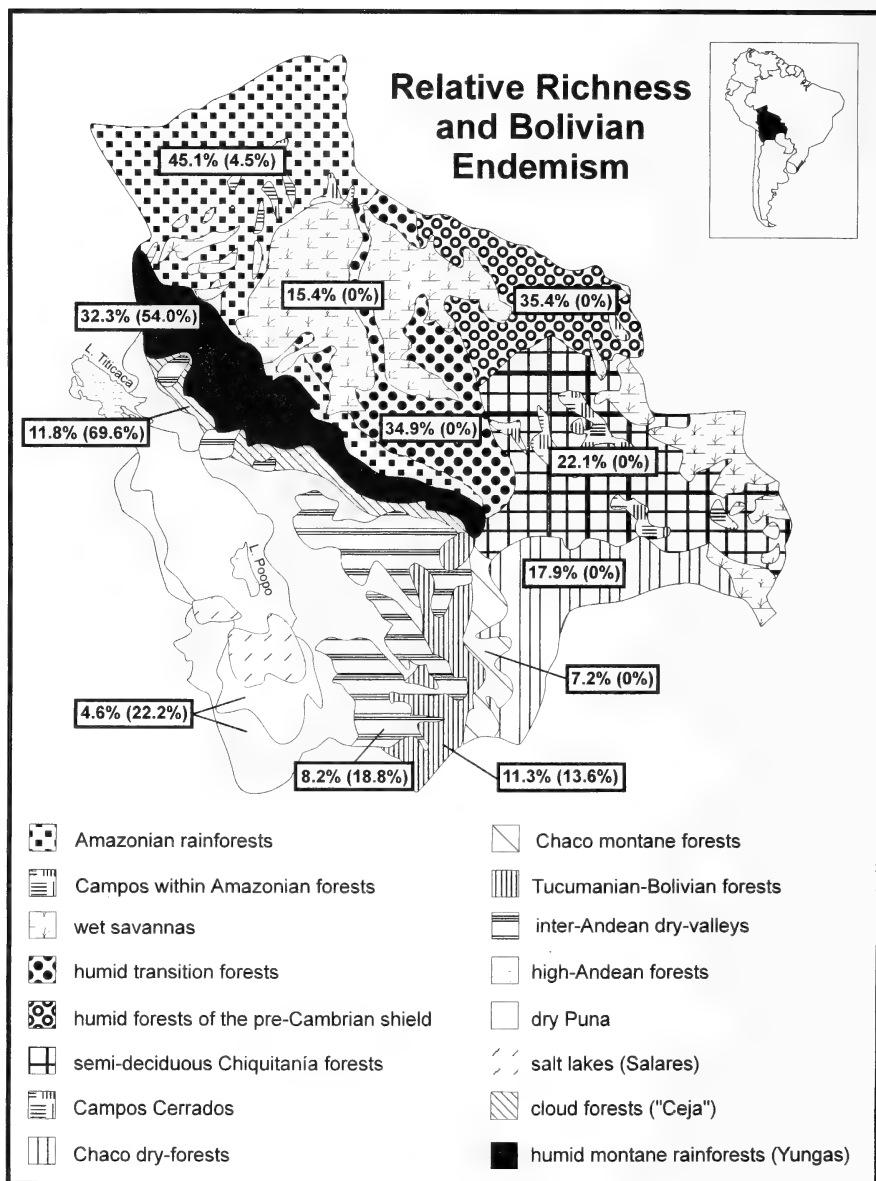 Relative Richness
and Bolivian
Endemism
45.1% (4.5%)
15.4% (0%)
35.4% (0%)
32.3% (54.0%)
L. Titicaca
11.8% (69.6%)
34.9% (0%)
22.1% (0%)
17.9% (0%)
L. Poopo
7.2% (0%)
4.6% (22.2%)
8.2% (18.8%)
11.3% (13.6%)
Amazonian rainforests
Campos within Amazonian forests
wet savannas
humid transition forests
humid forests of the pre-Cambrian shield
semi-deciduous Chiquitanía forests
Campos Cerrados
Chaco dry-forests
Chaco montane forests
Tucumanian-Bolivian forests
inter-Andean dry-valleys
high-Andean forests
dry Puna
salt lakes (Salares)
cloud forests ("Ceja")
humid montane rainforests (Yungas)